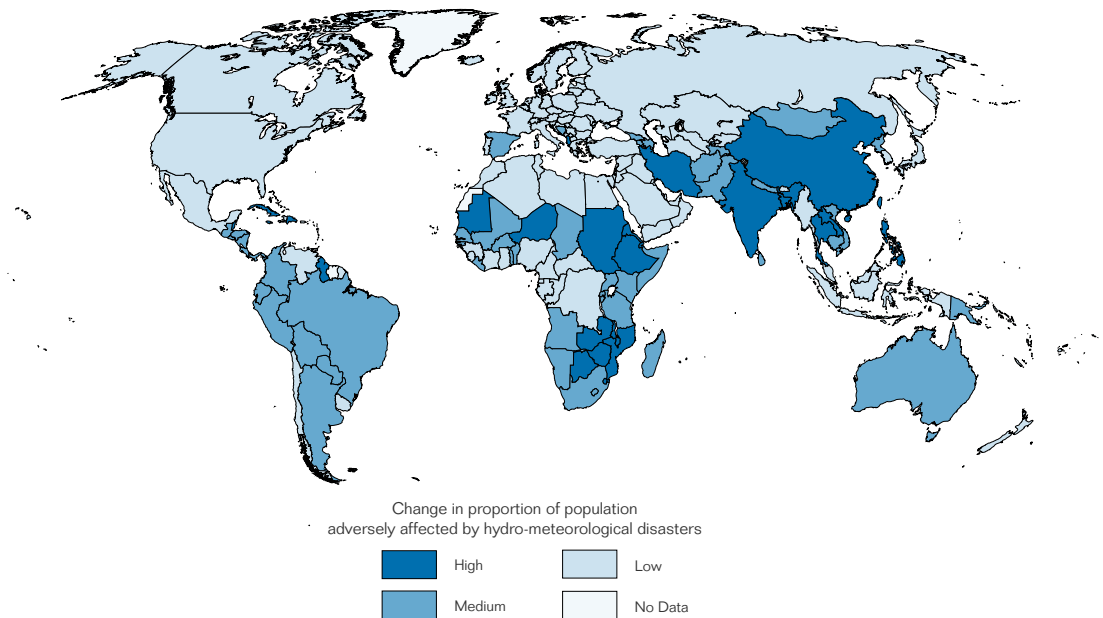 Change in proportion of population
adversely affected by hydro-meteorological disasters
High
Low
Medium
No Data